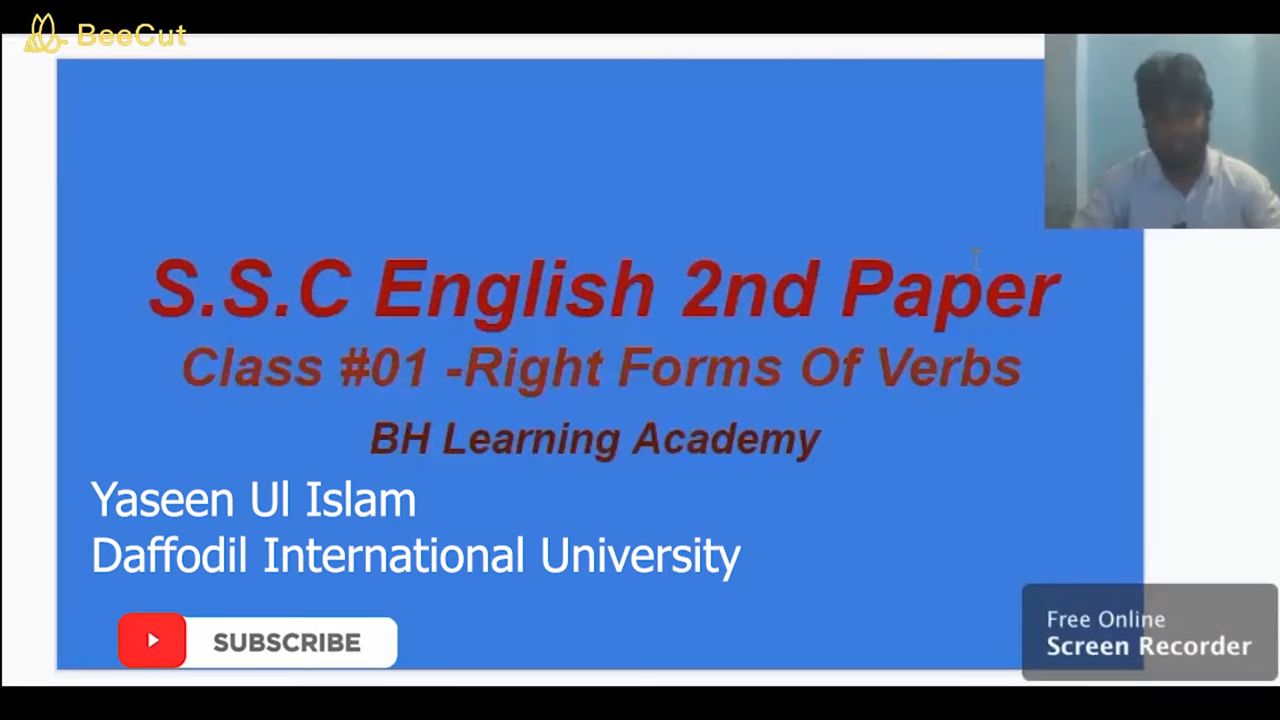 BeeCut
S.S.C English 2nd Paper
Class #01 -Right Forms Of Verbs
BH Learning Academy
Yaseen Ul Islam
Daffodil International University
SUBSCRIBE
Free Online
Screen Recorder